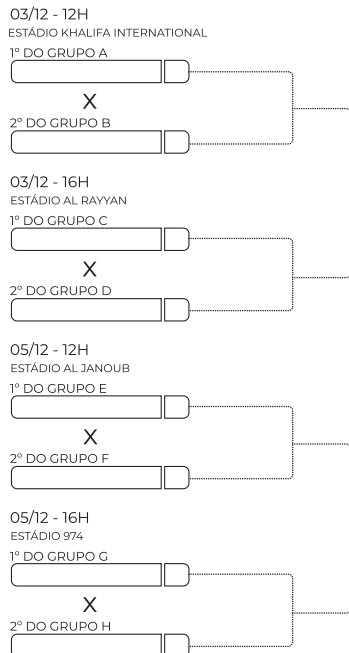 03/12 - 12H
ESTÁDIO KHALIFA INTERNATIONAL
1º DO GRUPO A
X
2º DO GRUPO B
03/12 - 16H
ESTÁDIO AL RAYYAN
1º DO GRUPO C
X
2º DO GRUPO D
05/12 - 12H
ESTÁDIO AL JANOUB
1º DO GRUPO E
X
2º DO GRUPO F
05/12 - 16H
ESTÁDIO 974
1º DO GRUPO G
X
2º DO GRUPO H